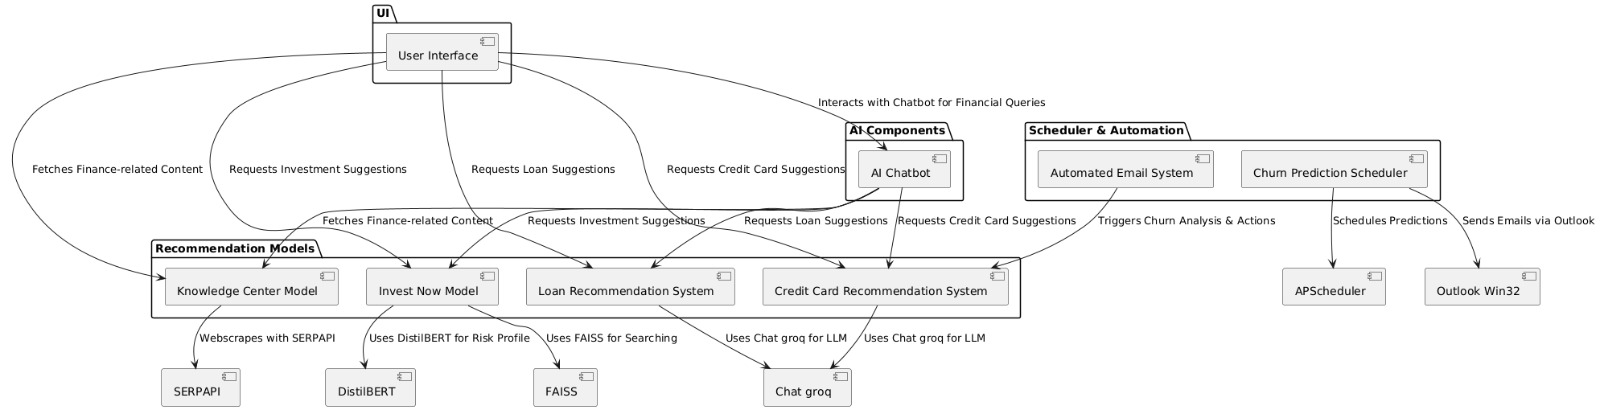 UI
User Interface
Interacts with Chatbot for Financial Queries
AI Components
Scheduler & Automation
Fetches Finance-related Content
Requests Investment Suggestions
Requests Loan Suggestions
Requests Credit Card Suggestions
AI Chatbot
Automated Email System
Churn Prediction Scheduler
Fetches Finance-related Content
Requests Investment Suggestions
Requests Loan Suggestions
Requests Credit Card Suggestions
Triggers Churn Analysis & Actions
Schedules Predictions
Sends Emails via Outlook
Recommendation Models
Knowledge Center Model
Invest Now Model
Loan Recommendation System
Credit Card Recommendation System
APScheduler
Outlook Win32
Webscrapes with SERPAPI
Uses DistilBERT for Risk Profile
Uses FAISS for Searching
Uses Chat groq for LLM
Uses Chat groq for LLM
SERPAPI
DistilBERT
FAISS
Chat groq